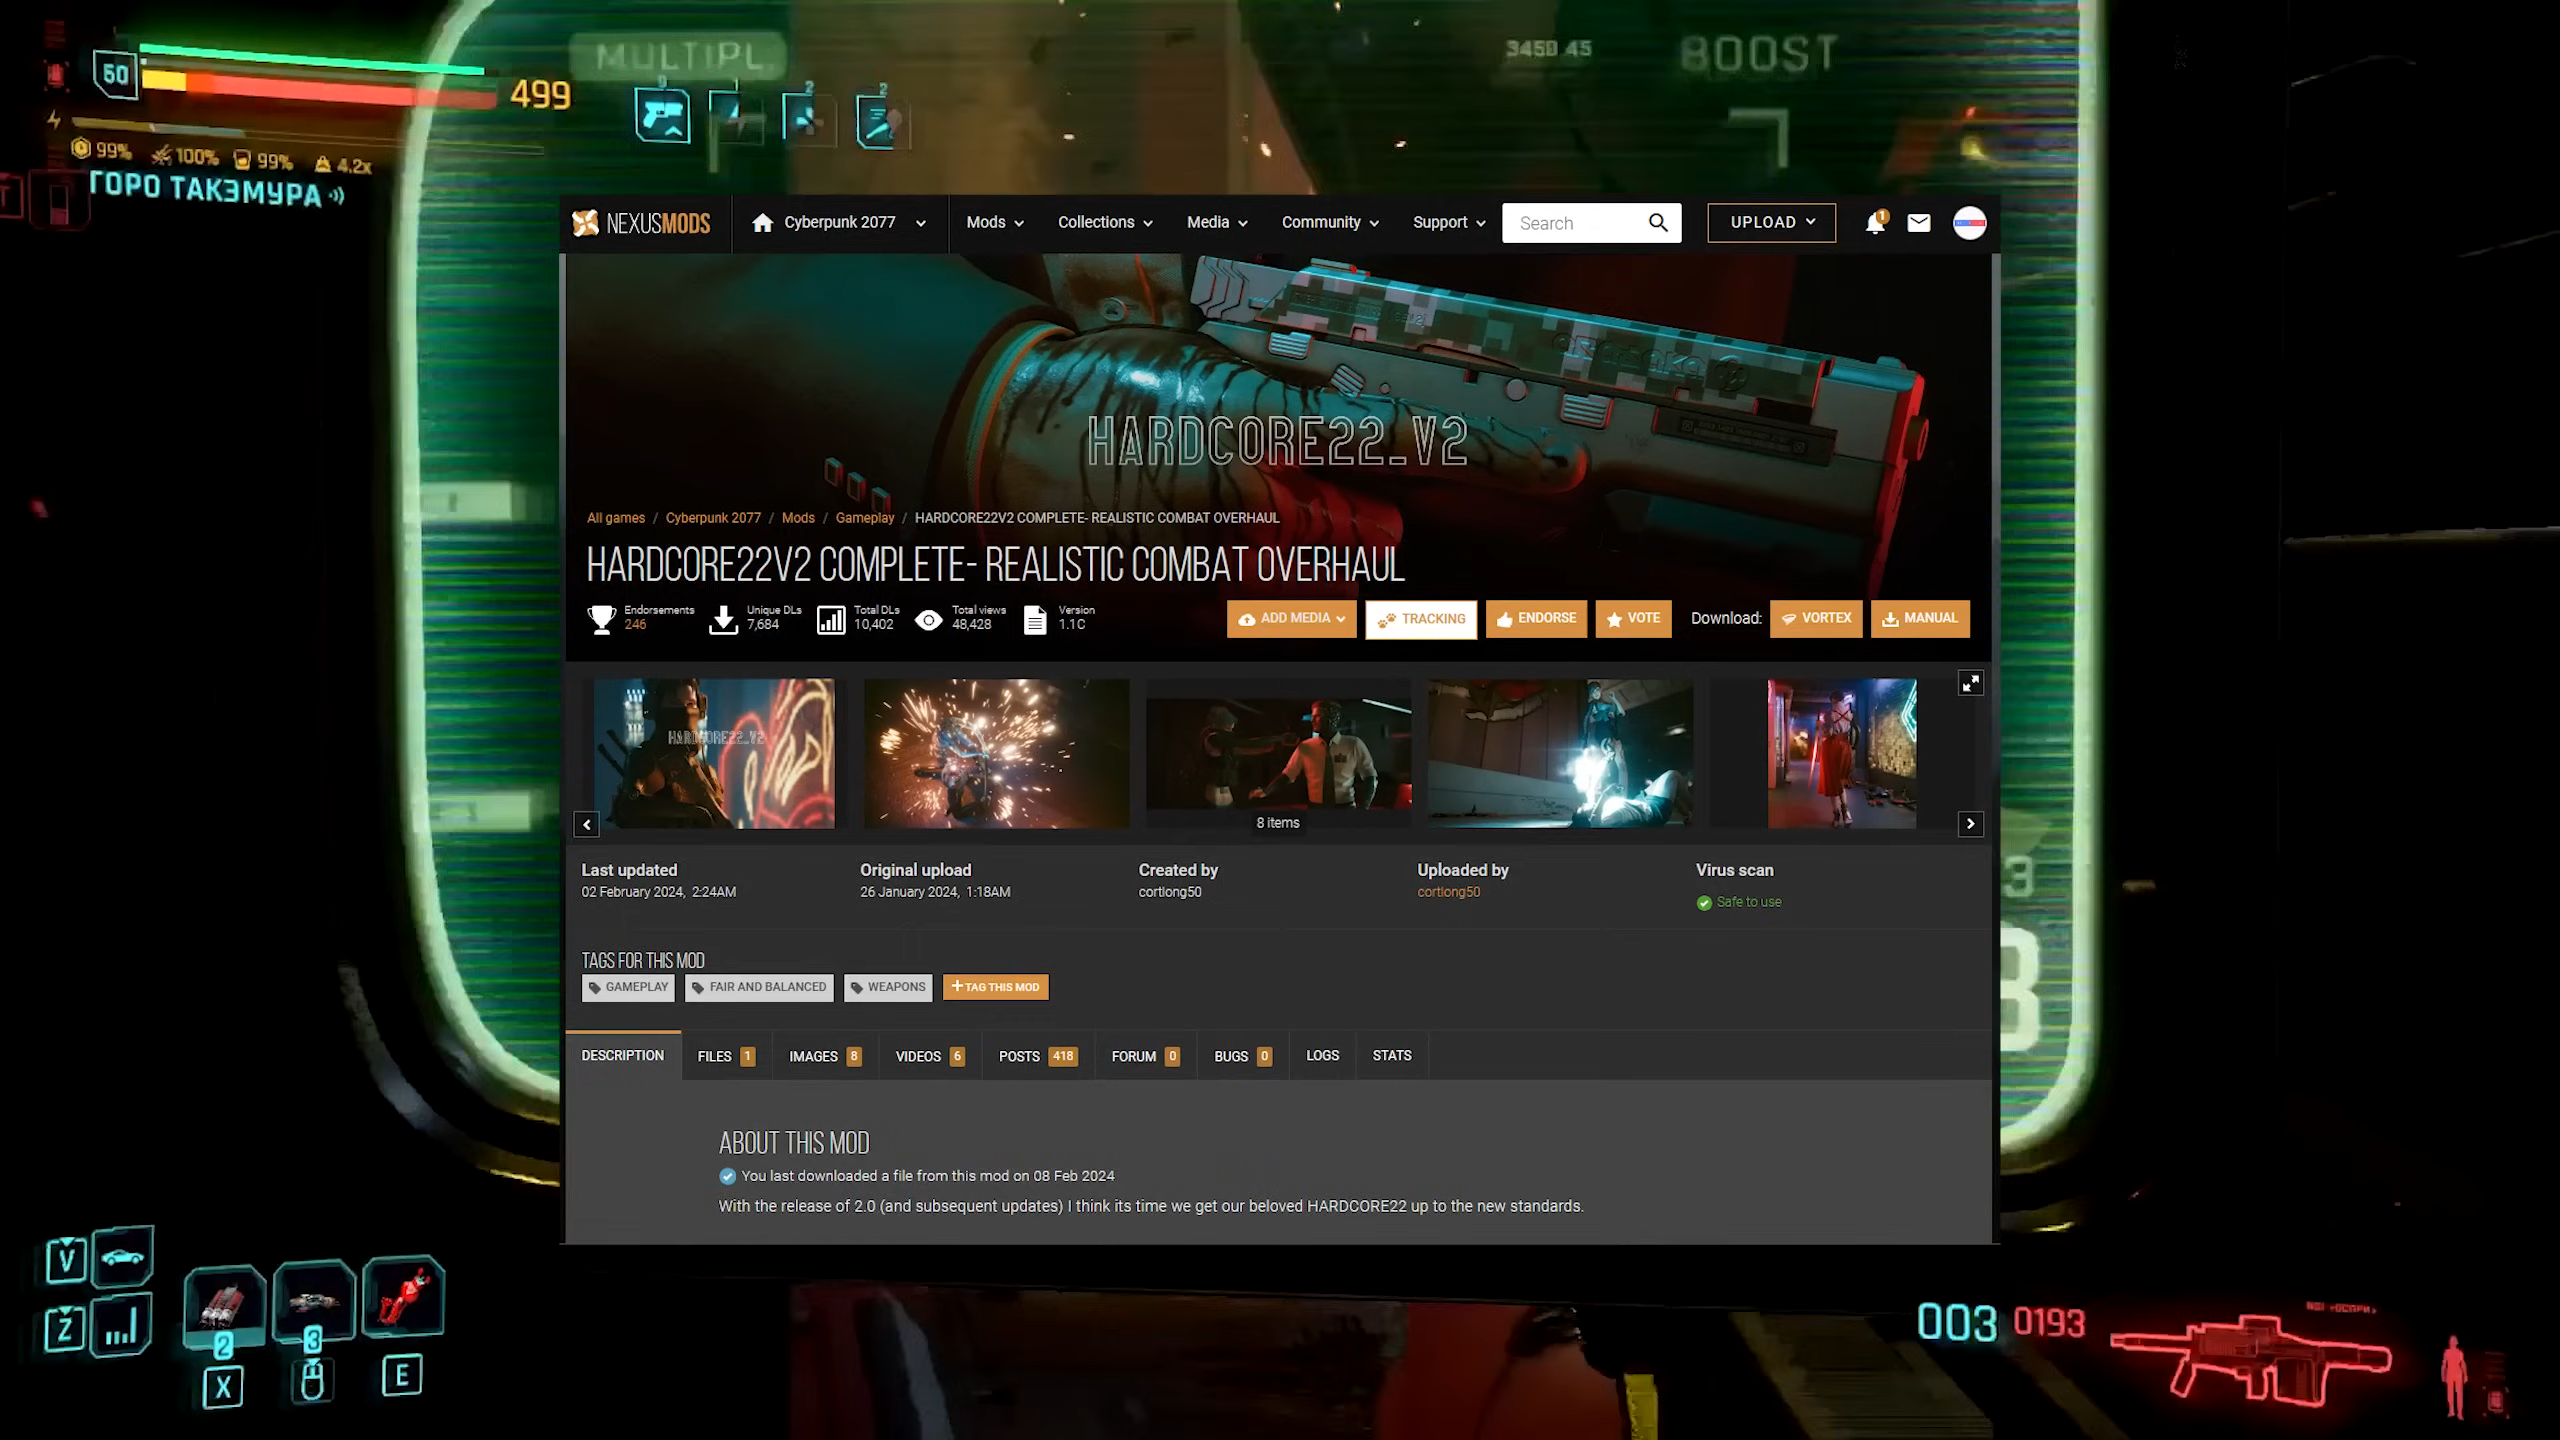 MULTIPL.
3450.45
BOOST
50
499
9
2
2
99% 100% 99% 4.2x
ГОРО ТАКЭМУРА
NEXUSMODS
Cyberpunk 2077
Mods
Collections
Media
Community
Support
Search
UPLOAD
1
HARDCORE22_V2
All games / Cyberpunk 2077 / Mods / Gameplay / HARDCORE22V2 COMPLETE- REALISTIC COMBAT OVERHAUL
HARDCORE22V2 COMPLETE- REALISTIC COMBAT OVERHAUL
Endorsements
246
Unique DLs
7,684
Total DLs
10,402
Total views
48,428
Version
1.1C
ADD MEDIA
TRACKING
ENDORSE
VOTE
Download:
VORTEX
MANUAL
HARDCORE22_V2
8 items
Last updated
02 February 2024, 2:24AM
Original upload
26 January 2024, 1:18AM
Created by
cortlong50
Uploaded by
cortlong50
Virus scan
Safe to use
TAGS FOR THIS MOD
GAMEPLAY
FAIR AND BALANCED
WEAPONS
+TAG THIS MOD
DESCRIPTION
FILES 1
IMAGES 8
VIDEOS 6
POSTS 418
FORUM 0
BUGS 0
LOGS
STATS
ABOUT THIS MOD
You last downloaded a file from this mod on 08 Feb 2024
With the release of 2.0 (and subsequent updates) I think its time we get our beloved HARDCORE22 up to the new standards.
V
Z
2
3
X
E
003 0193